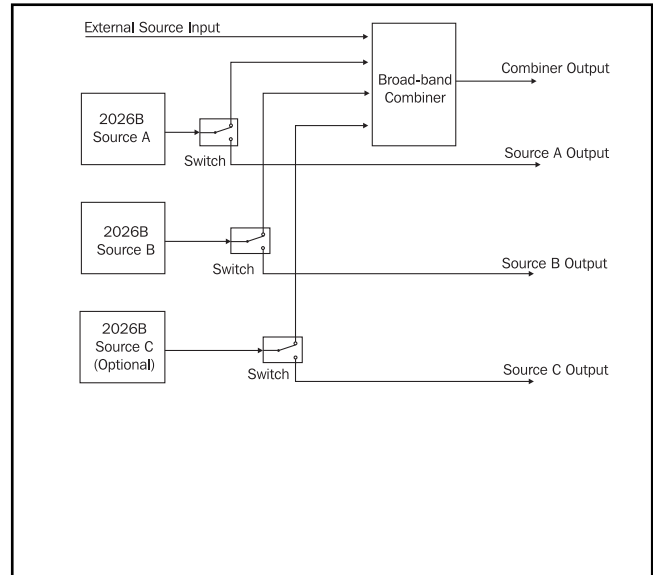 External Source Input
Broad-band
Combiner
Combiner Output
2026B
Source A
Switch
Source A Output
2026B
Source B
Switch
Source B Output
2026B
Source C
(Optional)
Switch
Source C Output